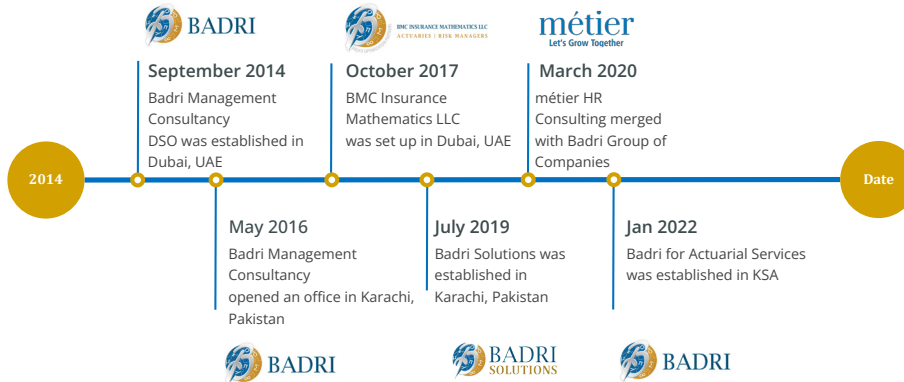 BADRI
BMC INSURANCE MATHEMATICS LLC
ACTUARIES | RISK MANAGERS
métier
Let's Grow Together
September 2014
Badri Management
Consultancy
DSO was established in
Dubai, UAE
October 2017
BMC Insurance
Mathematics LLC
was set up in Dubai, UAE
March 2020
métier HR
Consulting merged
with Badri Group of
Companies
2014
Date
May 2016
Badri Management
Consultancy
opened an office in Karachi,
Pakistan
July 2019
Badri Solutions was
established in
Karachi, Pakistan
Jan 2022
Badri for Actuarial Services
was established in KSA
BADRI
BADRI
SOLUTIONS
BADRI